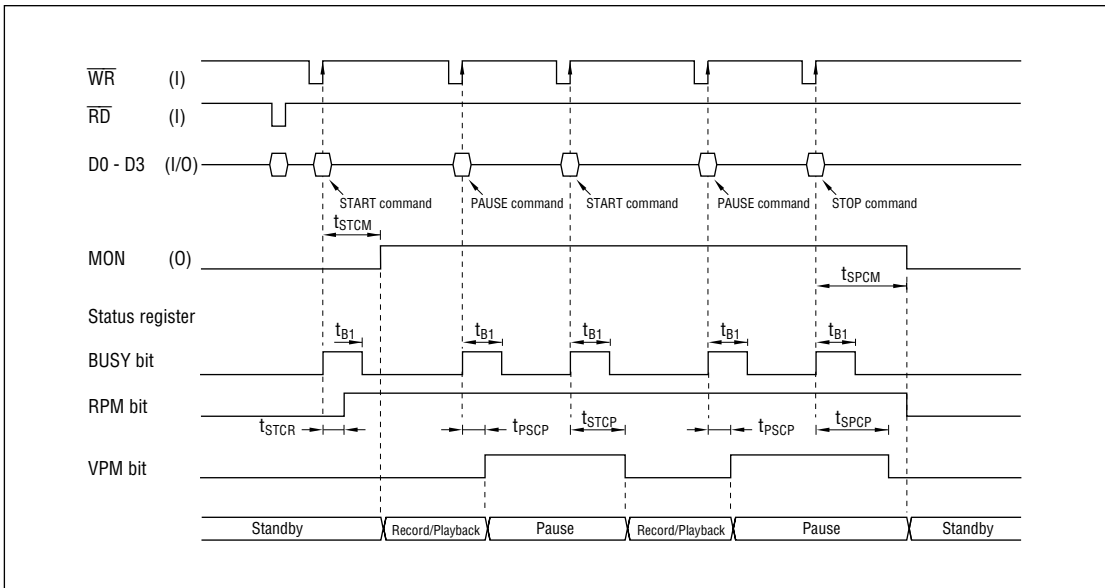 WR (I)
RD (I)
D0 - D3 (I/O)
START command PAUSE command START command PAUSE command STOP command
tSTCM
MON (O)
tSPCM
Status register
tB1 tB1 tB1 tB1 tB1
BUSY bit
RPM bit
tSTCR tPSCP tSTCP tPSCP tSPCP
VPM bit
Standby Record/Playback Pause Record/Playback Pause Standby